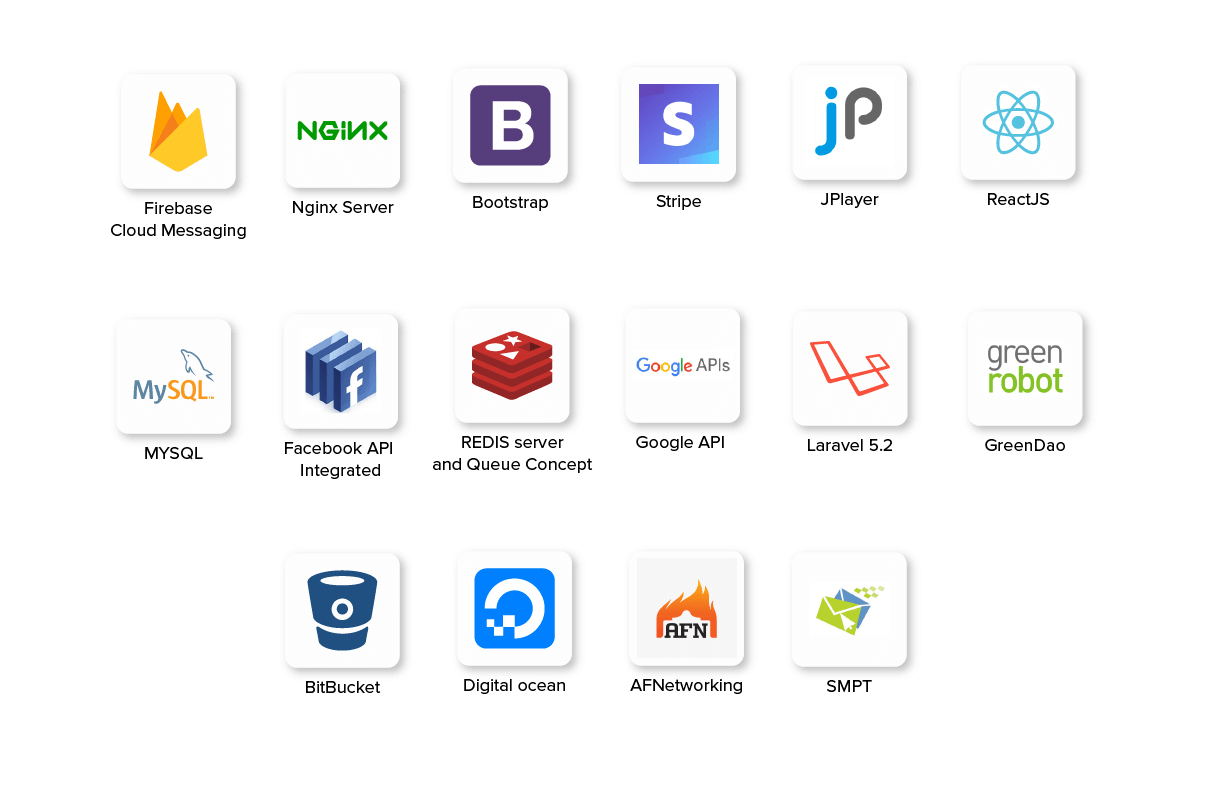 NGiNX
B
S
jP
Firebase
Cloud Messaging
Nginx Server
Bootstrap
Stripe
JPlayer
ReactJS
MySQL™
f
Google APIs
green
robot
MYSQL
Facebook API
Integrated
REDIS server
and Queue Concept
Google API
Laravel 5.2
GreenDao
AFN
BitBucket
Digital ocean
AFNetworking
SMPT